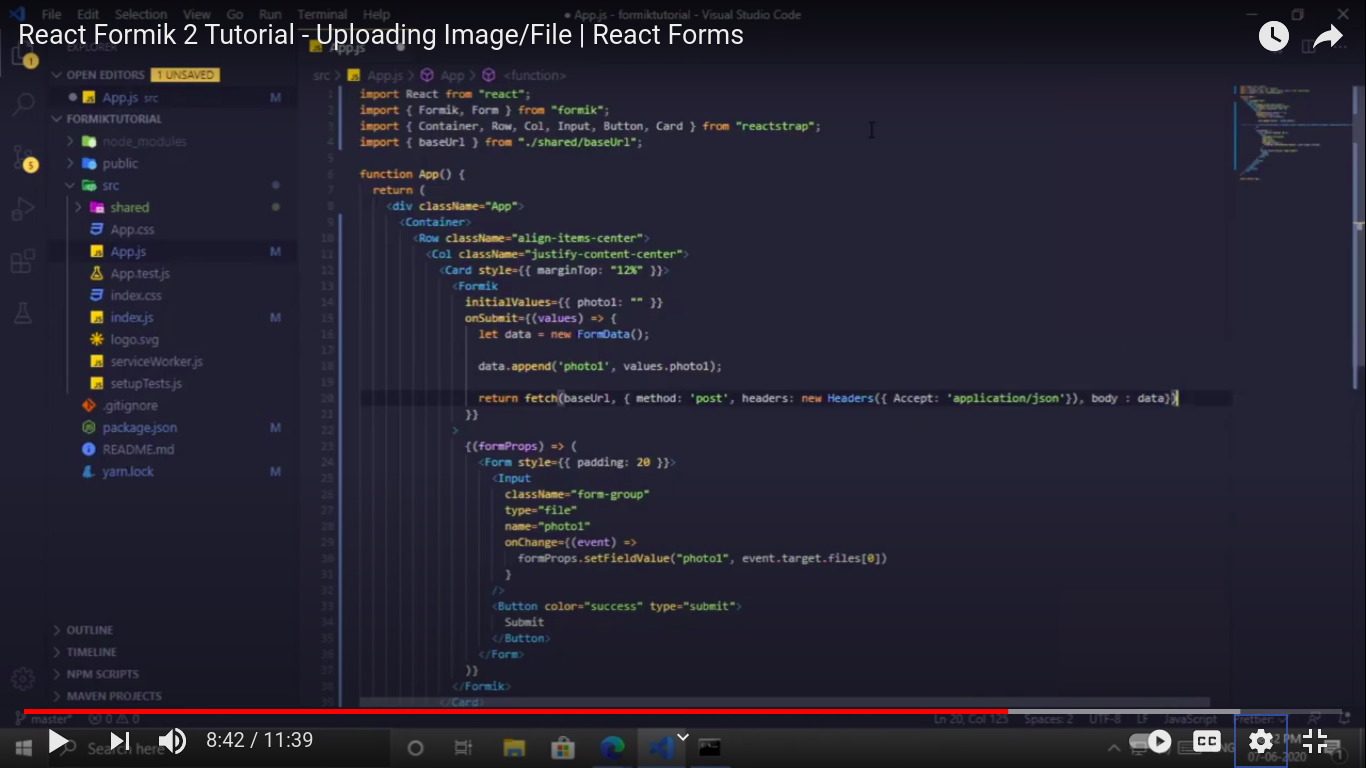 File Edit Selection View Go Run Terminal Help ● App.js - formiktutorial - Visual Studio Code
React Formik 2 Tutorial - Uploading Image/File | React Forms
EXPLORER
App.js
OPEN EDITORS 1 UNSAVED
App.js src M
FORMIKTUTORIAL
node_modules
public
src
shared
App.css
App.js M
App.test.js
index.css
index.js M
logo.svg
serviceWorker.js
setupTests.js
.gitignore
package.json M
README.md
yarn.lock M
OUTLINE
TIMELINE
NPM SCRIPTS
MAVEN PROJECTS
1
5
src > App.js > App > <function>
1 import React from "react";
2 import { Formik, Form } from "formik";
3 import { Container, Row, Col, Input, Button, Card } from "reactstrap";
4 import { baseUrl } from "./shared/baseUrl";
5
6 function App() {
7 return (
8 <div className="App">
9 <Container>
10 <Row className="align-items-center">
11 <Col className="justify-content-center">
12 <Card style={{ marginTop: "12%" }}>
13 <Formik
14 initialValues={{ photo1: "" }}
15 onSubmit={(values) => {
16 let data = new FormData();
17
18 data.append('photo1', values.photo1);
19
20 return fetch(baseUrl, { method: 'post', headers: new Headers({ Accept: 'application/json'}), body : data})
21 }}
22 >
23 {(formProps) => (
24 <Form style={{ padding: 20 }}>
25 <Input
26 className="form-group"
27 type="file"
28 name="photo1"
29 onChange={(event) =>
30 formProps.setFieldValue("photo1", event.target.files[0])
31 }
32 />
33 <Button color="success" type="submit">
34 Submit
35 </Button>
36 </Form>
37 )}
38 </Formik>
39 </Card>
master* 0 0 Ln 20, Col 125 Spaces: 2 UTF-8 LF JavaScript Prettier:
8:42 / 11:39
Search here
CC
ENG
PM
07-06-2020
1